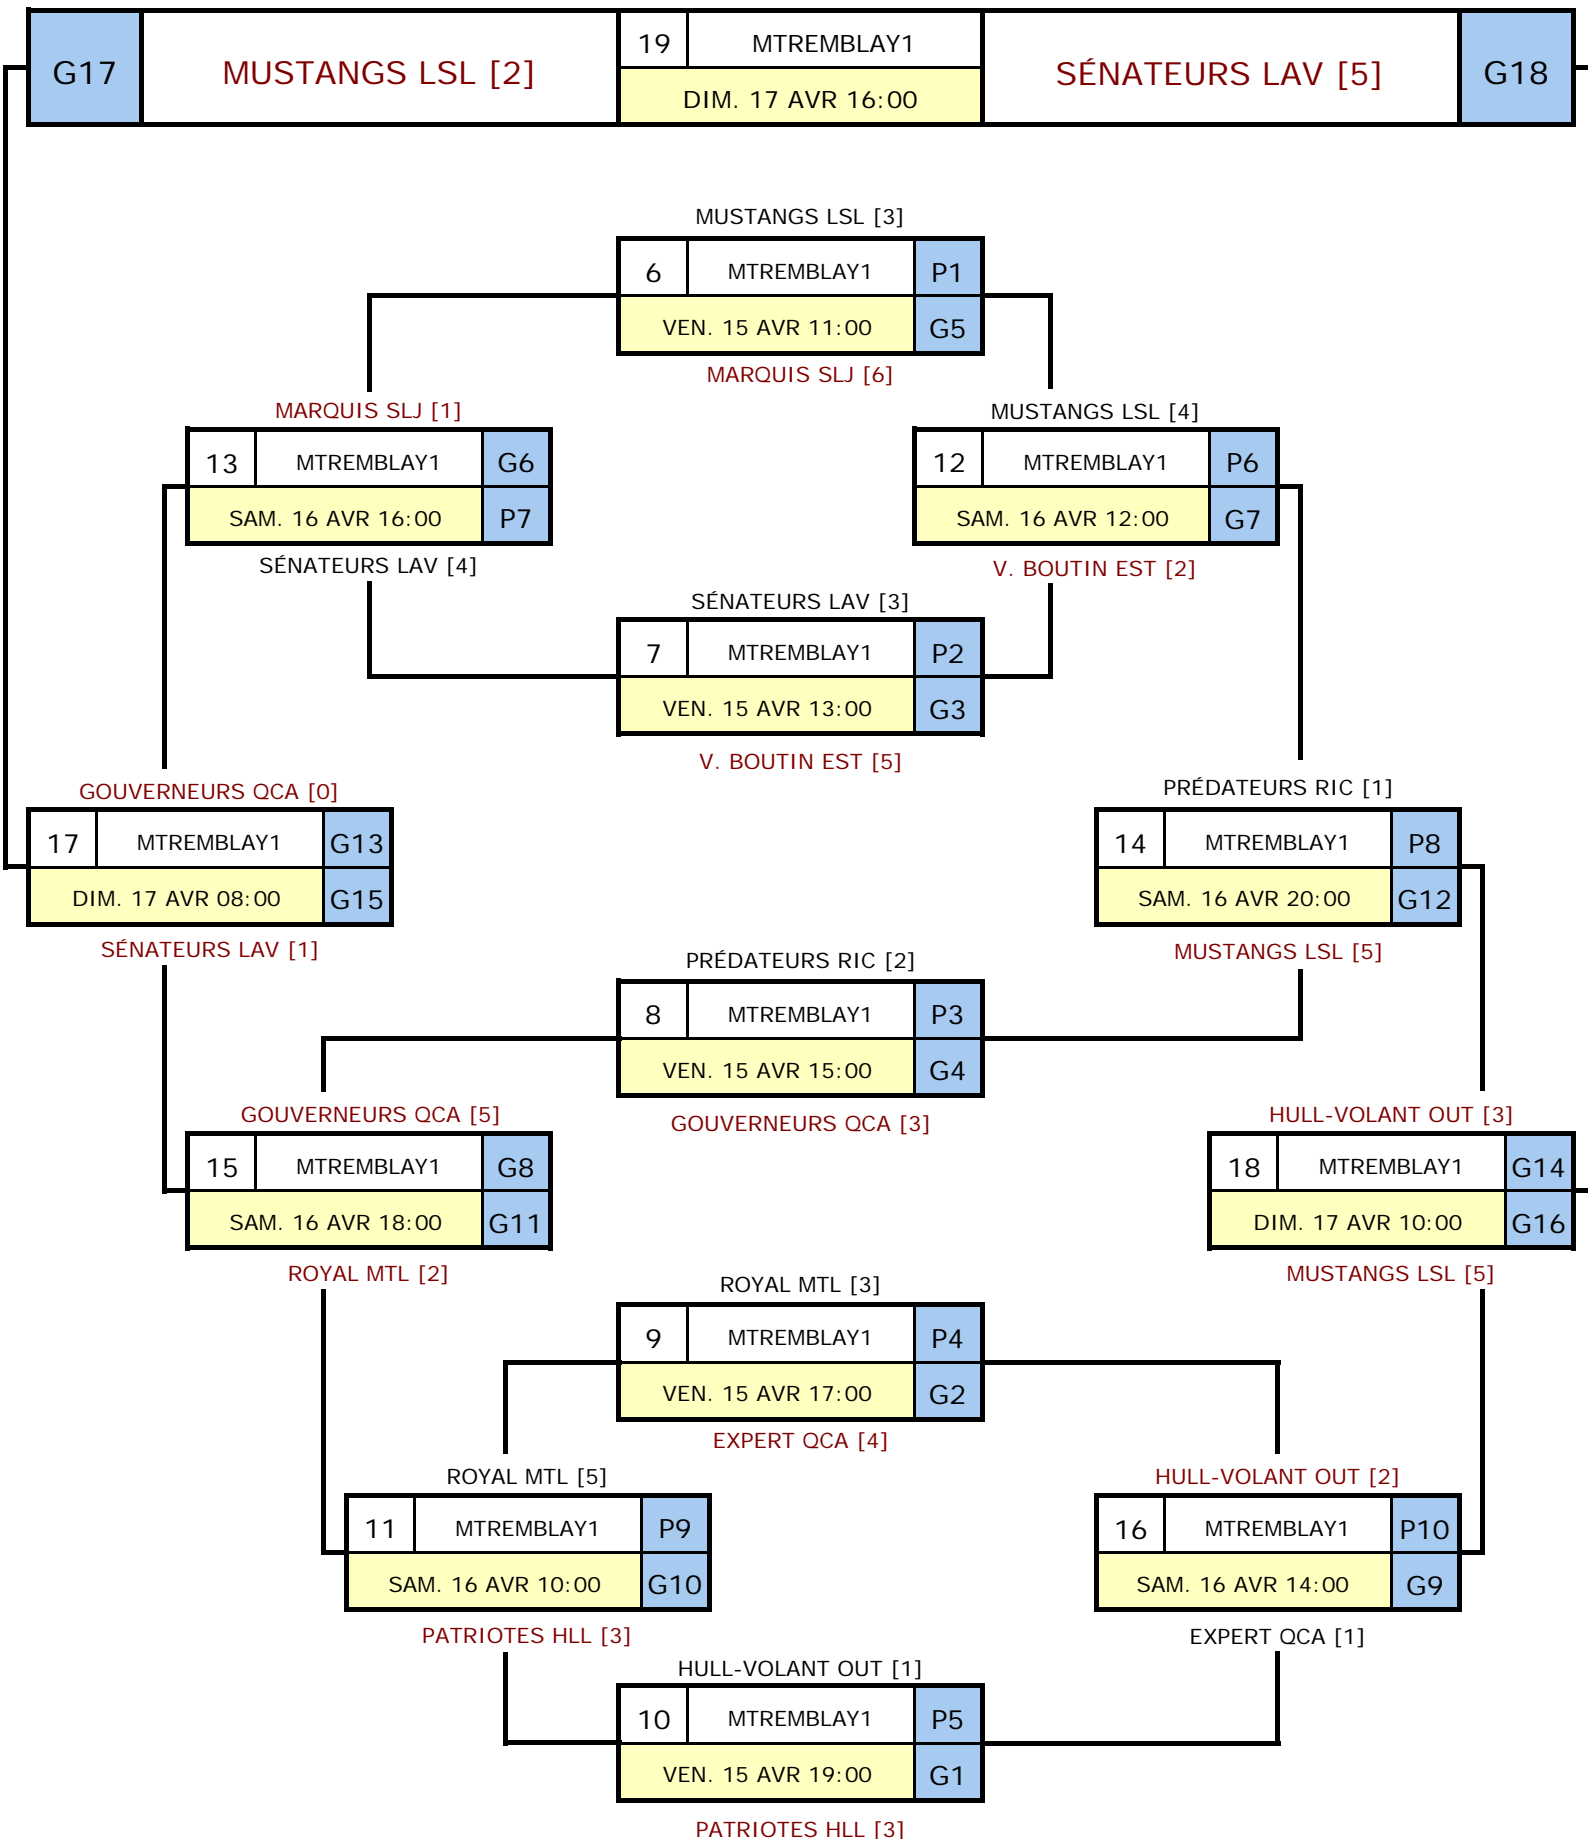 G17 MUSTANGS LSL [2] 19 MTREMBLAY1 SÉNATEURS LAV [5] G18
DIM. 17 AVR 16:00
MUSTANGS LSL [3]
6 MTREMBLAY1 P1
VEN. 15 AVR 11:00 G5
MARQUIS SLJ [6]
MARQUIS SLJ [1]
13 MTREMBLAY1 G6
SAM. 16 AVR 16:00 P7
SÉNATEURS LAV [4]
MUSTANGS LSL [4]
12 MTREMBLAY1 P6
SAM. 16 AVR 12:00 G7
V. BOUTIN EST [2]
SÉNATEURS LAV [3]
7 MTREMBLAY1 P2
VEN. 15 AVR 13:00 G3
V. BOUTIN EST [5]
GOUVERNEURS QCA [0]
17 MTREMBLAY1 G13
DIM. 17 AVR 08:00 G15
SÉNATEURS LAV [1]
PRÉDATEURS RIC [1]
14 MTREMBLAY1 P8
SAM. 16 AVR 20:00 G12
MUSTANGS LSL [5]
PRÉDATEURS RIC [2]
8 MTREMBLAY1 P3
VEN. 15 AVR 15:00 G4
GOUVERNEURS QCA [3]
GOUVERNEURS QCA [5]
15 MTREMBLAY1 G8
SAM. 16 AVR 18:00 G11
ROYAL MTL [2]
HULL-VOLANT OUT [3]
18 MTREMBLAY1 G14
DIM. 17 AVR 10:00 G16
MUSTANGS LSL [5]
ROYAL MTL [3]
9 MTREMBLAY1 P4
VEN. 15 AVR 17:00 G2
EXPERT QCA [4]
ROYAL MTL [5]
11 MTREMBLAY1 P9
SAM. 16 AVR 10:00 G10
PATRIOTES HLL [3]
HULL-VOLANT OUT [2]
16 MTREMBLAY1 P10
SAM. 16 AVR 14:00 G9
EXPERT QCA [1]
HULL-VOLANT OUT [1]
10 MTREMBLAY1 P5
VEN. 15 AVR 19:00 G1
PATRIOTES HLL [3]